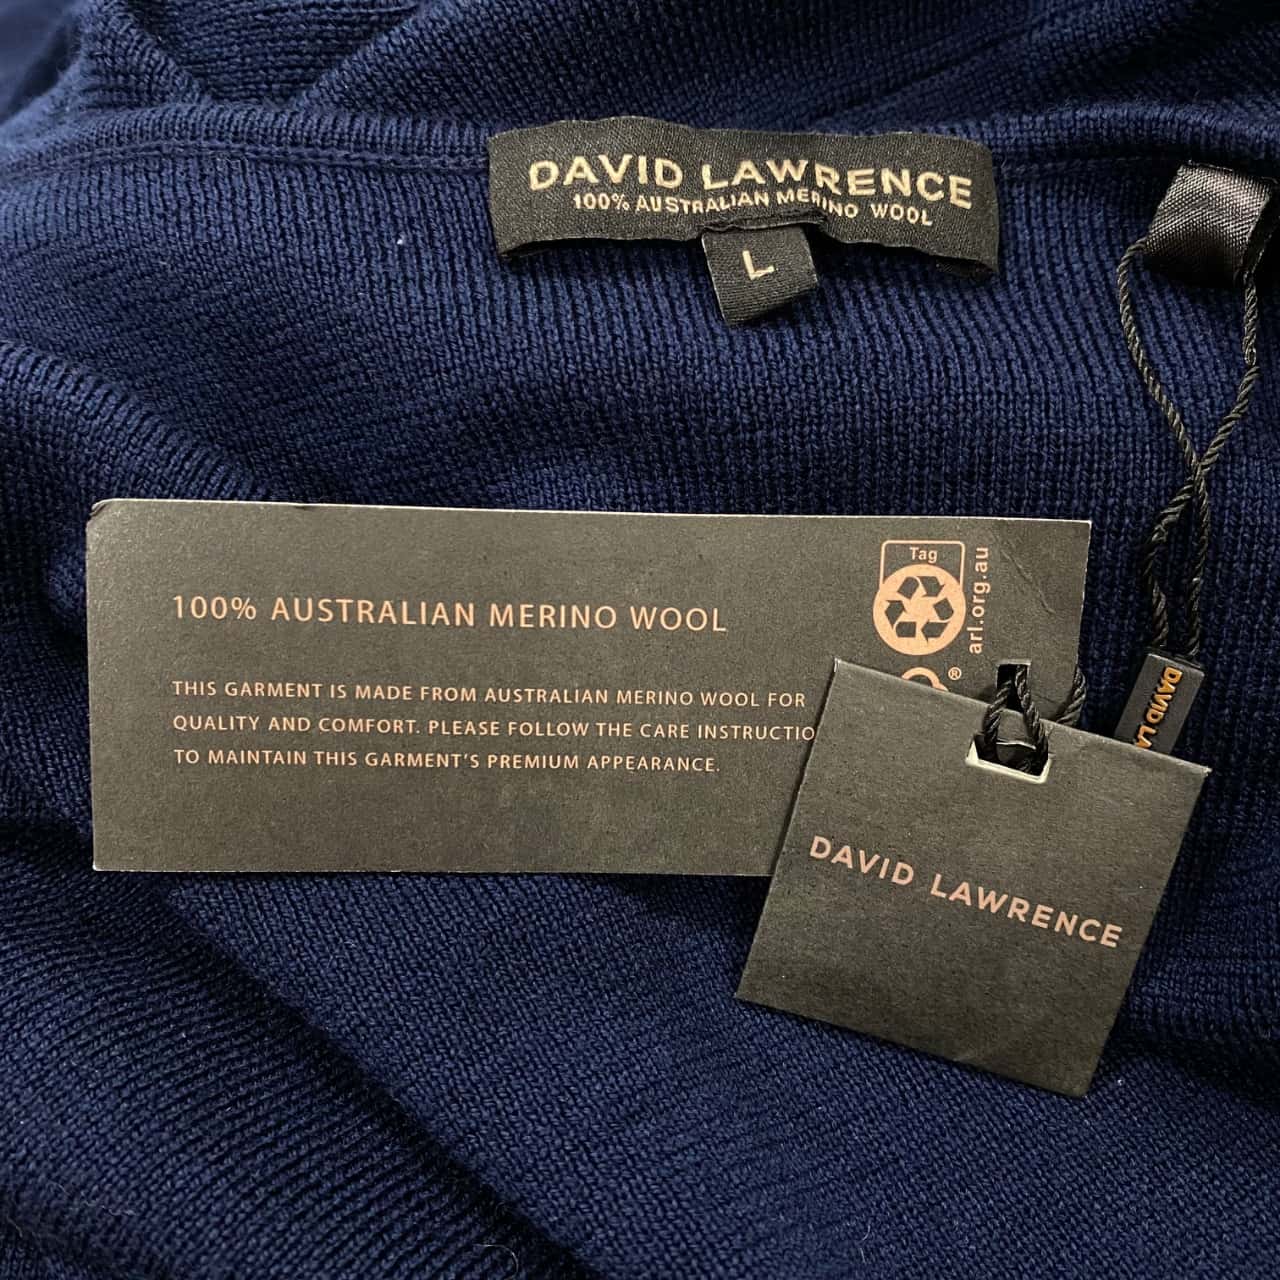 DAVID LAWRENCE
100% AUSTRALIAN MERINO WOOL
L
Tag
arl.org.au
100% AUSTRALIAN MERINO WOOL
®
THIS GARMENT IS MADE FROM AUSTRALIAN MERINO WOOL FOR
QUALITY AND COMFORT. PLEASE FOLLOW THE CARE INSTRUCTIO
TO MAINTAIN THIS GARMENT'S PREMIUM APPEARANCE.
DAVID LA
DAVID LAWRENCE